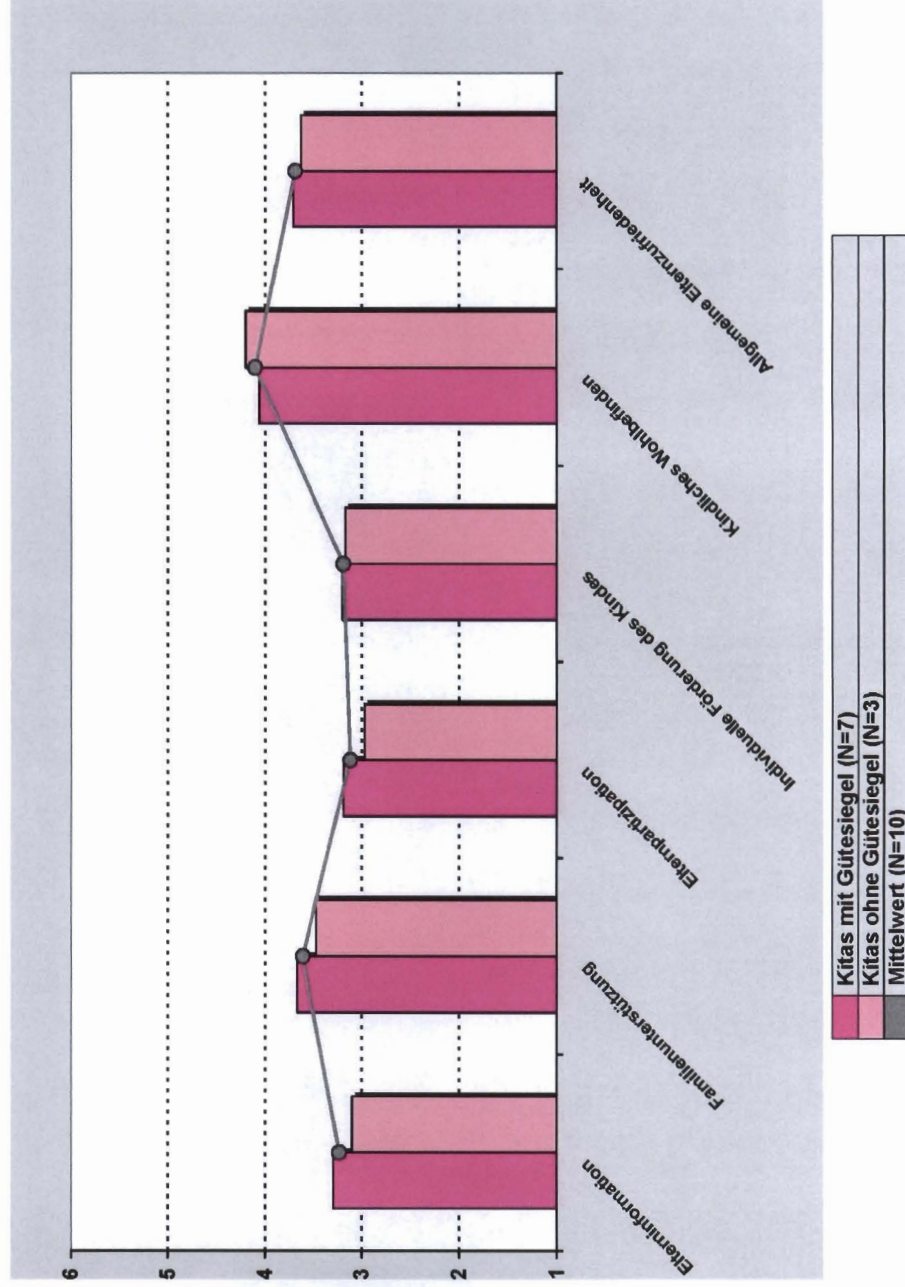 6
5
4
3
2
1
Elterninformation
Familienunterstützung
Elternpartizipation
Individuelle Förderung des Kindes
Kindliches Wohlbefinden
Allgemeine Elternzufriedenheit
Kitas mit Gütesiegel (N=7)
Kitas ohne Gütesiegel (N=3)
Mittelwert (N=10)